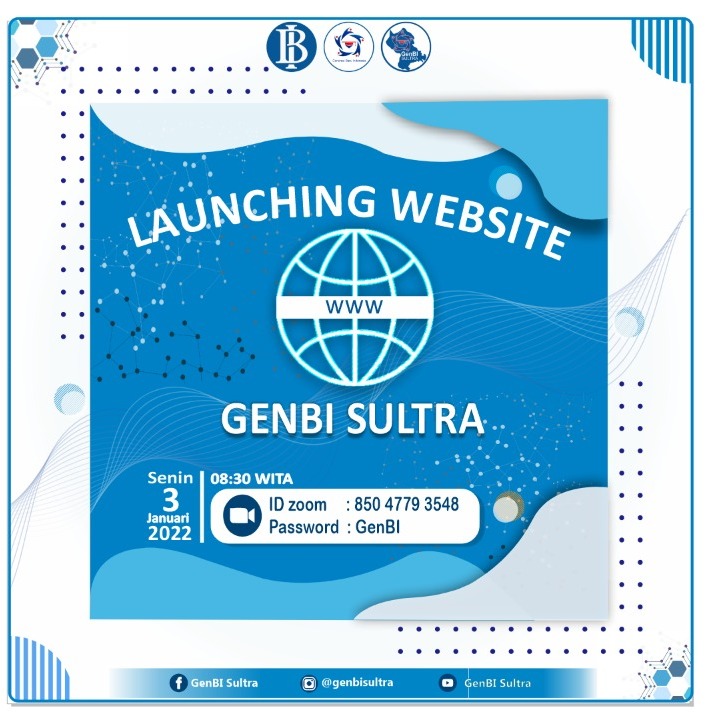 LAUNCHING WEBSITE
WWW
GENBI SULTRA
Senin
3
Januari
2022
08:30 WITA
ID zoom : 850 4779 3548
Password : GenBI
GenBI Sultra
@genbisultra
GenBI Sultra